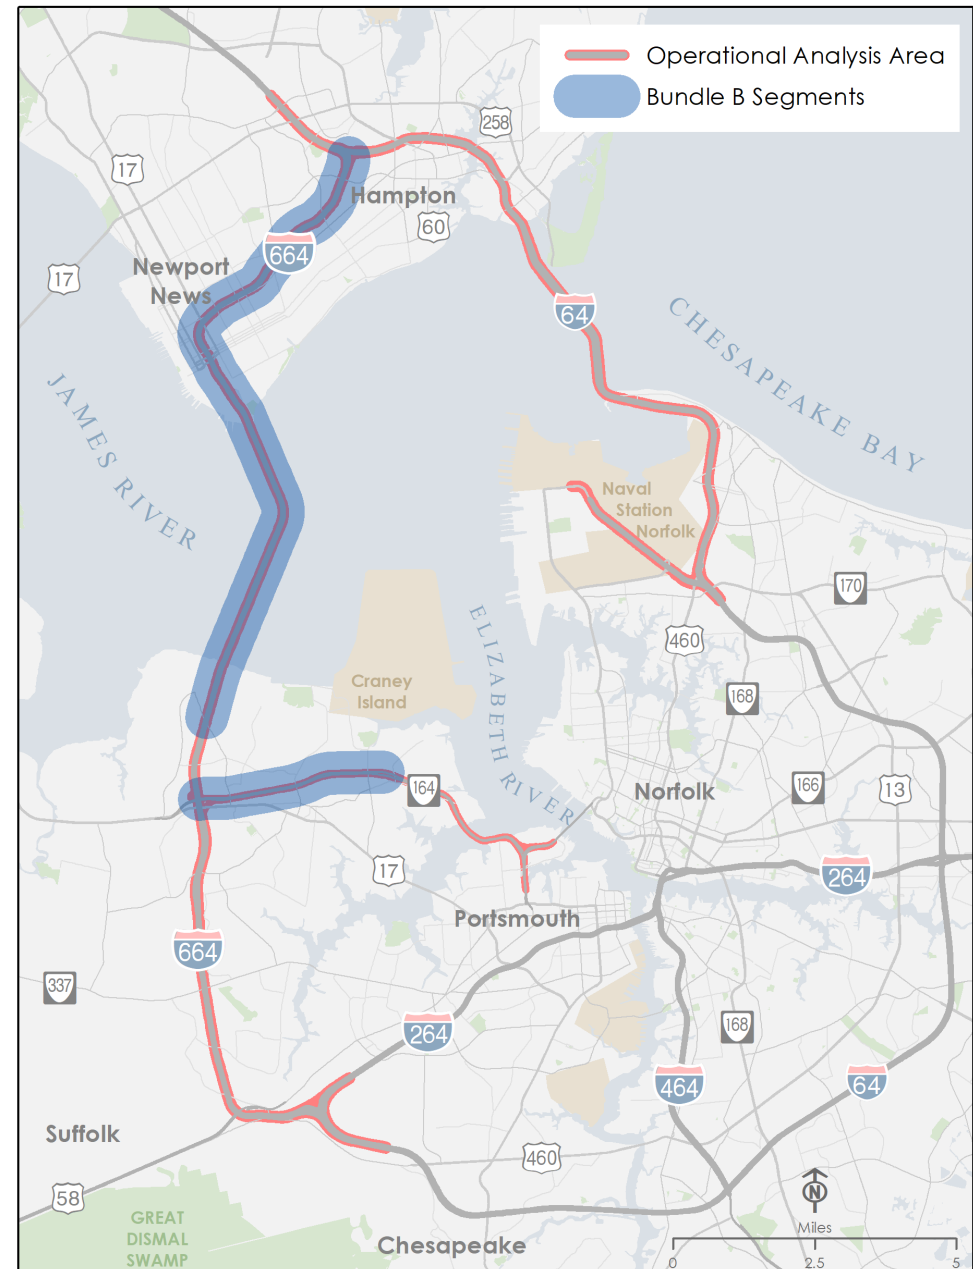 Operational Analysis Area
Bundle B Segments
258
17
Hampton
60
664
Newport
News
17
64
CHESAPEAKE BAY
JAMES RIVER
Naval
Station
Norfolk
170
460
ELIZABETH RIVER
Craney
Island
168
164
Norfolk
166
13
17
264
Portsmouth
664
337
264
168
464
64
Suffolk
460
58
N
GREAT
DISMAL
SWAMP
Chesapeake
Miles
0 2.5 5